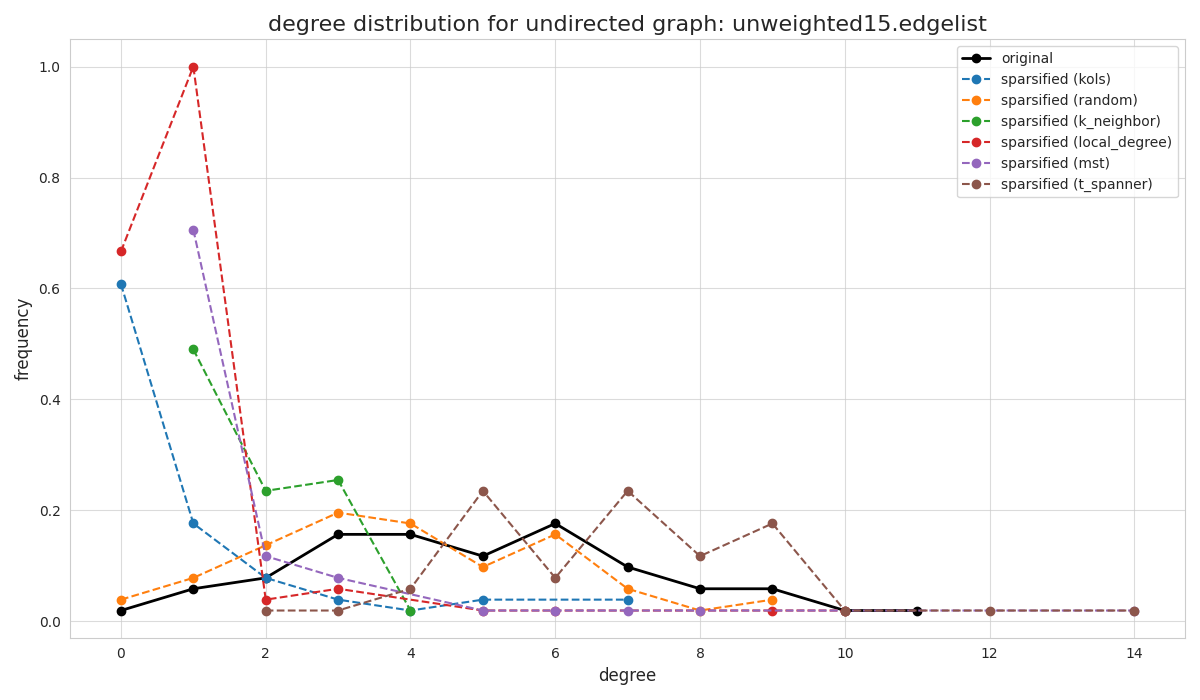 degree distribution for undirected graph: unweighted15.edgelist
original
sparsified (kols)
sparsified (random)
sparsified (k_neighbor)
sparsified (local_degree)
sparsified (mst)
sparsified (t_spanner)
frequency
1.0
0.8
0.6
0.4
0.2
0.0
0 2 4 6 8 10 12 14
degree